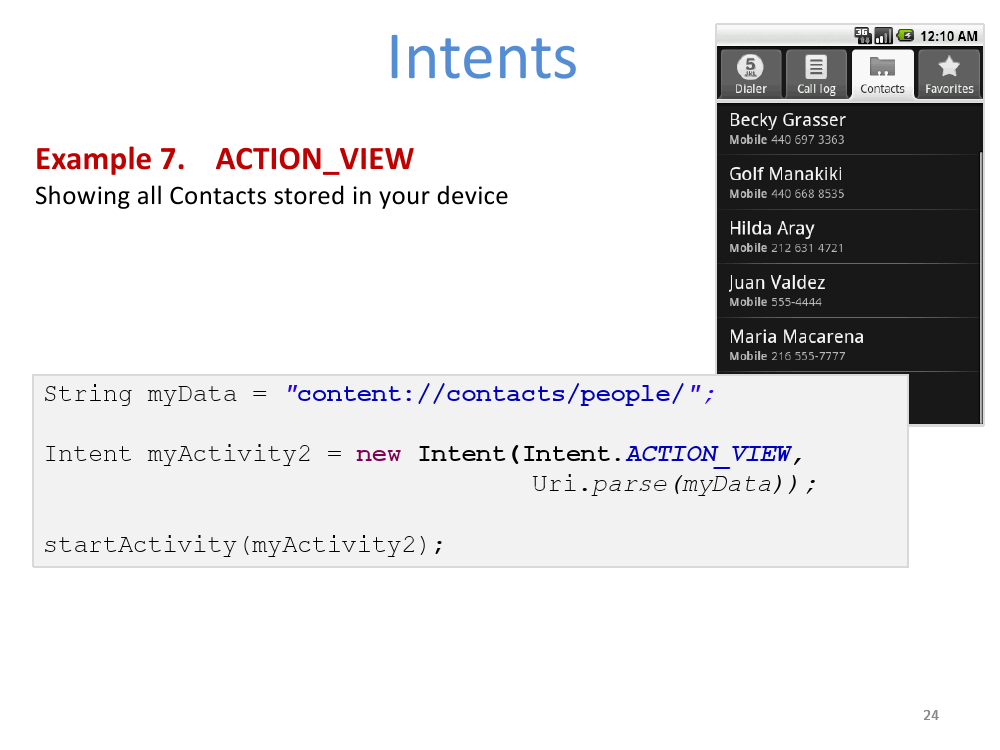 Intents
3G 12:10 AM
5 JAN
Dialer Call log Contacts Favorites
Becky Grasser
Mobile 440 697 3363
Golf Manakiki
Mobile 440 668 8535
Hilda Aray
Mobile 212 631 4721
Juan Valdez
Mobile 555-4444
Maria Macarena
Mobile 216 555-7777
Example 7. ACTION_VIEW
Showing all Contacts stored in your device
String myData = "content://contacts/people/";
Intent myActivity2 = new Intent(Intent.ACTION_VIEW,
Uri.parse(myData));
startActivity(myActivity2);
24